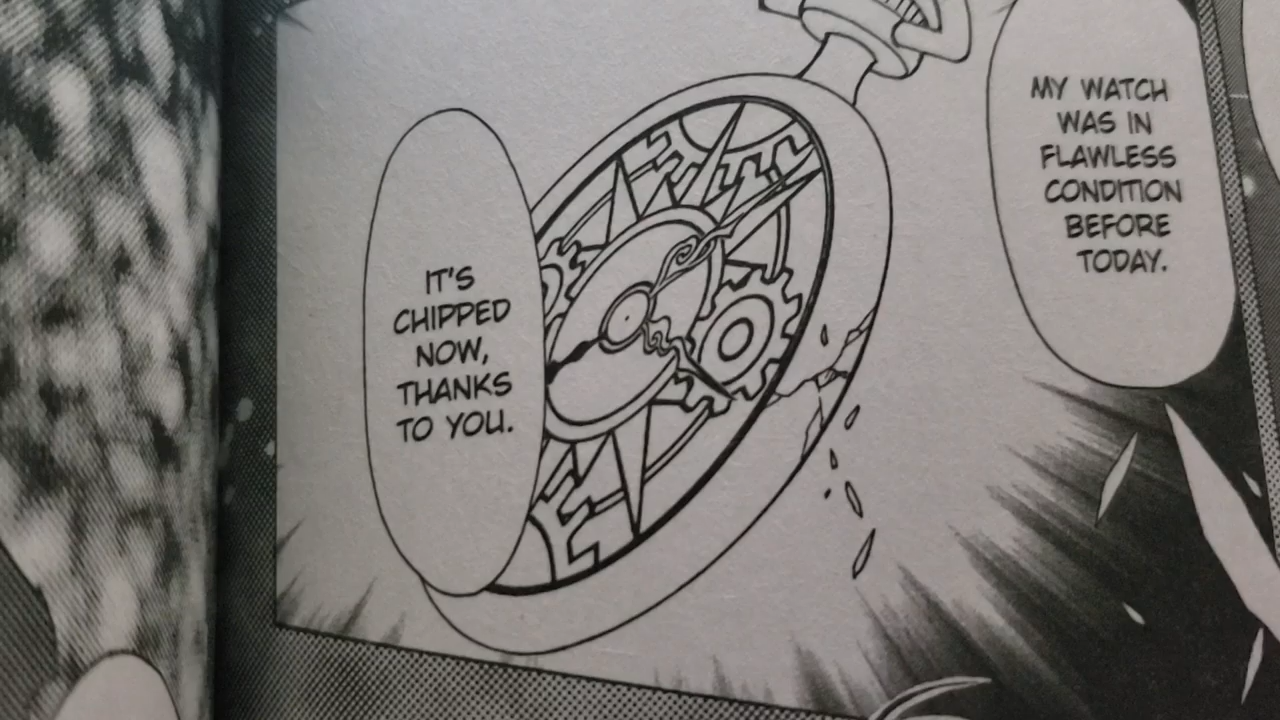 MY WATCH
WAS IN
FLAWLESS
CONDITION
BEFORE
TODAY.
IT'S
CHIPPED
NOW,
THANKS
TO YOU.